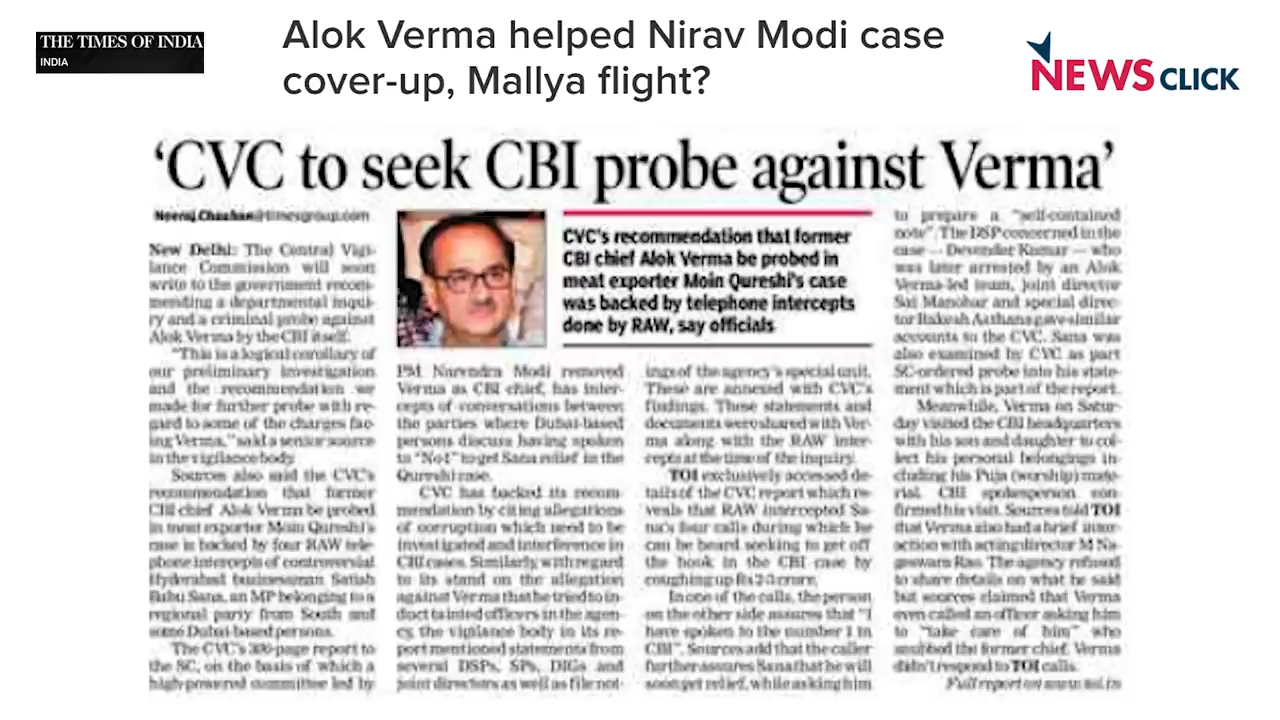 THE TIMES OF INDIA
INDIA
Alok Verma helped Nirav Modi case
cover-up, Mallya flight?
NEWSCLICK
‘CVC to seek CBI probe against Verma’
Neeraj.Chauhan@timesgroup.com
New Delhi: The Central Vigi-
lance Commission will soon
write to the government recom-
mending a departmental inqui-
ry and a criminal probe against
Alok Verma by the CBI itself.
“This is a logical corollary of
our preliminary investigation
and the recommendation we
made for further probe with re-
gard to some of the charges fac-
ing Verma,” said a senior source
in the vigilance body.
Sources also said the CVC's
recommendation that former
CBI chief Alok Verma be probed
in meat exporter Moin Qureshi's
case is backed by four RAW tele-
phone intercepts of controversial
Hyderabad businessman Satish
Babu Sana, an MP belonging to a
regional party from South and
some Dubai-based persons.
The CVC's 300-page report to
the SC, on the basis of which a
high-powered committee led by
CVC's recommendation that former
CBI chief Alok Verma be probed in
meat exporter Moin Qureshi's case
was backed by telephone intercepts
done by RAW, say officials
PM Narendra Modi removed
Verma as CBI chief, has inter-
cepts of conversations between
the parties where Dubai-based
persons discuss having spoken
to “No1” to get Sana relief in the
Qureshi case.
CVC has backed its recom-
mendation by citing allegations
of corruption which need to be
investigated and interference in
CBI cases. Similarly, with regard
to its stand on the allegation
against Verma that he tried to in-
duct tainted officers in the agen-
cy, the vigilance body in its re-
port mentioned statements from
several DSPs, SPs, DIGs and
joint directors as well as file not-
ings of the agency's special unit.
These are annexed with CVC's
findings. These statements and
documents were shared with Ver-
ma along with the RAW inter-
cepts at the time of the inquiry.
TOI exclusively accessed de-
tails of the CVC report which re-
veals that RAW intercepted Sa-
na's four calls during which he
can be heard seeking to get off
the hook in the CBI case by
coughing up Rs 2-3 crore.
In one of the calls, the person
on the other side assures that “I
have spoken to the number 1 in
CBI”. Sources add that the caller
further assures Sana that he will
soon get relief, while asking him
to prepare a “self-contained
note”. The DSP concerned in the
case — Devender Kumar — who
was later arrested by an Alok
Verma-led team, joint director
Sai Manohar and special direc-
tor Rakesh Asthana gave similar
accounts to the CVC. Sana was
also examined by CVC as part
SC-ordered probe into his state-
ment which is part of the report.
Meanwhile, Verma on Satur-
day visited the CBI headquarters
with his son and daughter to col-
lect his personal belongings in-
cluding his Puja (worship) mate-
rial. CBI spokesperson con-
firmed his visit. Sources told TOI
that Verma also had a brief inter-
action with acting director M Na-
geswara Rao. The agency refused
to share details on what he said
but sources claimed that Verma
even called an officer asking him
to “take care of him” who
snubbed the former chief. Verma
didn't respond to TOI calls.
Full report on www.toi.in